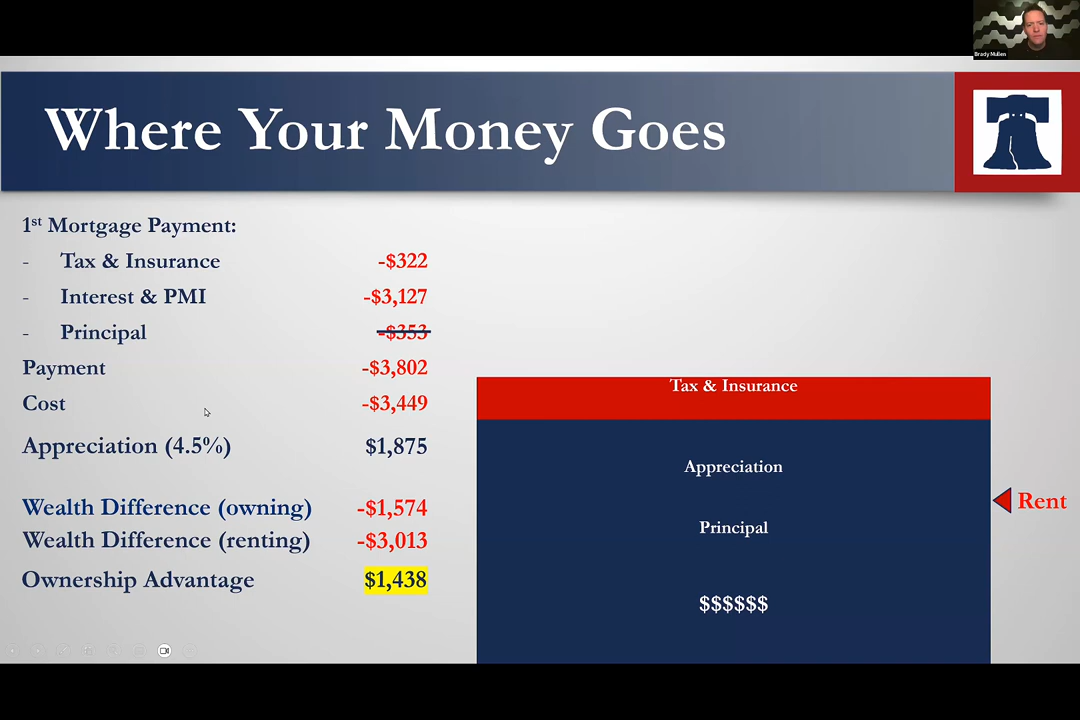 Brady Mullen
Where Your Money Goes
1st Mortgage Payment:
- Tax & Insurance -$322
- Interest & PMI -$3,127
- Principal -$353
Payment -$3,802
Cost -$3,449
Appreciation (4.5%) $1,875
Wealth Difference (owning) -$1,574
Wealth Difference (renting) -$3,013
Ownership Advantage $1,438
Tax & Insurance
Appreciation
Principal
$$$$$$
Rent